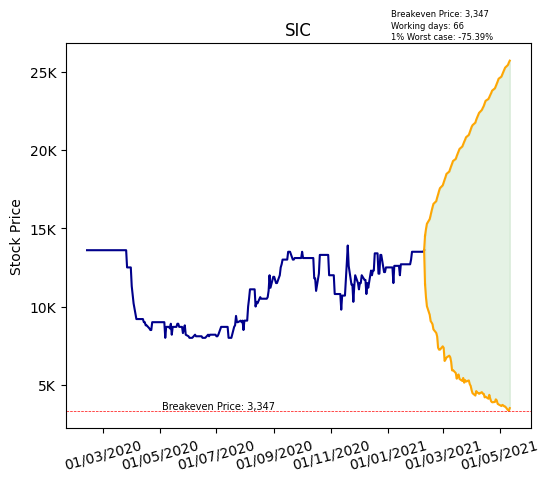 Breakeven Price: 3,347
Working days: 66
1% Worst case: -75.39%
SIC
Stock Price
25K
20K
15K
10K
5K
Breakeven Price: 3,347
01/03/2020
01/05/2020
01/07/2020
01/09/2020
01/11/2020
01/01/2021
01/03/2021
01/05/2021